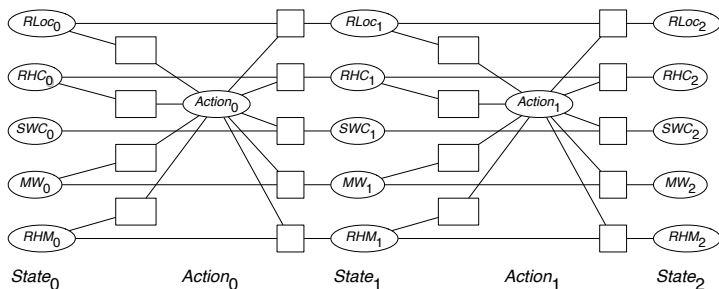 RLoc0 RLoc1 RLoc2
RHC0 RHC1 RHC2
Action0 Action1
SWC0 SWC1 SWC2
MW0 MW1 MW2
RHM0 RHM1 RHM2
State0 Action0 State1 Action1 State2